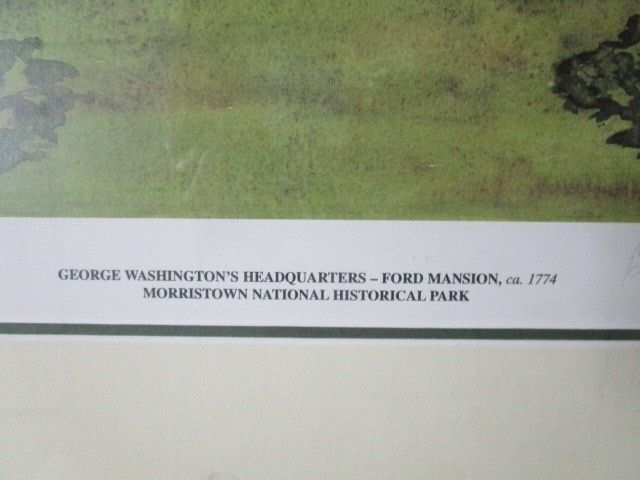 GEORGE WASHINGTON'S HEADQUARTERS – FORD MANSION, ca. 1774
MORRISTOWN NATIONAL HISTORICAL PARK